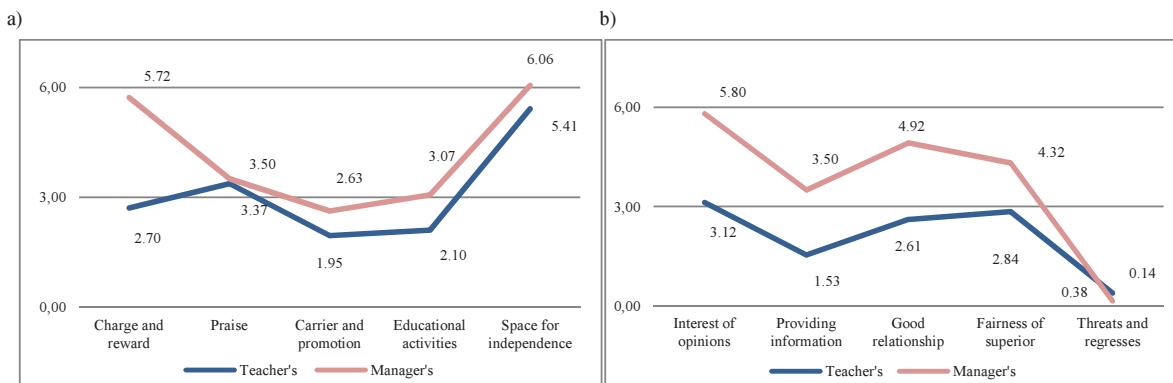 a)
6,00
3,00
0,00
5.72
3.50
2.63
3.07
6.06
2.70
3.37
1.95
2.10
5.41
Charge and reward
Praise
Carrier and promotion
Educational activities
Space for independence
Teacher's
Manager's
b)
6,00
3,00
0,00
5.80
3.50
4.92
4.32
0.14
3.12
1.53
2.61
2.84
0.38
Interest of opinions
Providing information
Good relationship
Fairness of superior
Threats and regresses
Teacher's
Manager's